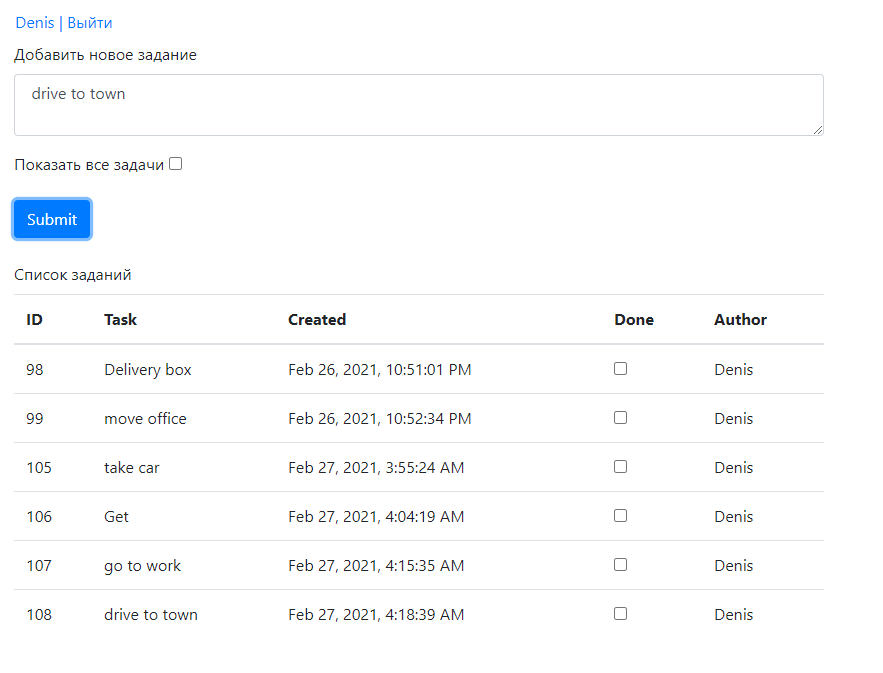 Denis | Выйти
Добавить новое задание
drive to town
Показать все задачи
Submit
Список заданий
ID Task Created Done Author
98 Delivery box Feb 26, 2021, 10:51:01 PM Denis
99 move office Feb 26, 2021, 10:52:34 PM Denis
105 take car Feb 27, 2021, 3:55:24 AM Denis
106 Get Feb 27, 2021, 4:04:19 AM Denis
107 go to work Feb 27, 2021, 4:15:35 AM Denis
108 drive to town Feb 27, 2021, 4:18:39 AM Denis